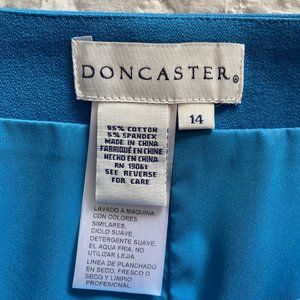 DONCASTER®
14
95% COTTON
5% SPANDEX
MADE IN CHINA
FABRIQUÉ EN CHINE
HECHO EN CHINA
RN 19061
SEE REVERSE
FOR CARE
LAVADO A MAQUINA
CON COLORES
SIMILARES.
CICLO SUAVE,
DETERGENTE SUAVE,
EL AQUA FRIA. NO
UTILIZAR LEJIA.
LINEA DE PLANCHADO
EN SECO, FRESCO O
SECO Y LIMPIO
PROFESIONAL.